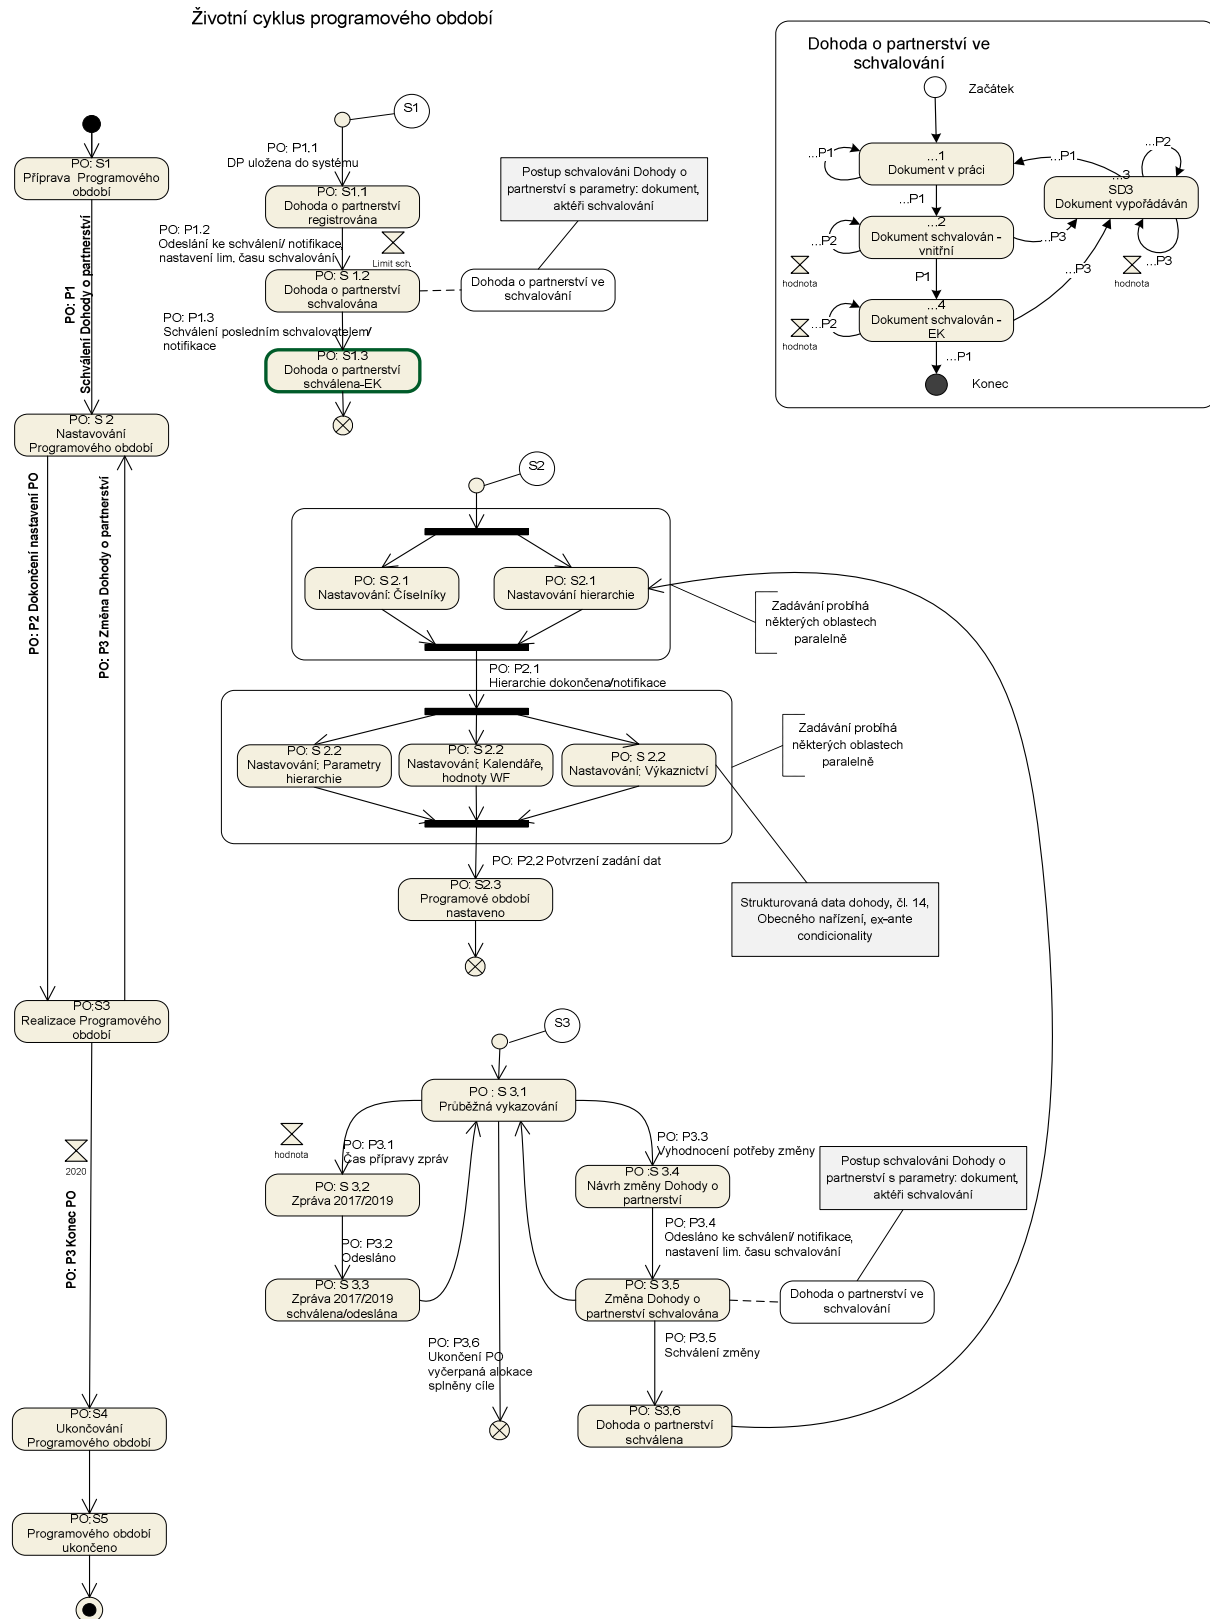 Životní cyklus programového období
PO: S1
Příprava Programového
období
PO: P1
Schválení Dohody o partnerství
PO: S 2
Nastavování
Programového období
PO: P2 Dokončení nastavení PO
PO: P3 Změna Dohody o partnerství
PO:S3
Realizace Programového
období
2020
PO: P3 Konec PO
PO:S4
Ukončování
Programového období
PO:S5
Programového období
ukončeno
S1
PO: P1.1
DP uložena do systému
PO: S1.1
Dohoda o partnerství
registrována
PO: P1.2
Odeslání ke schválení/ notifikace,
nastavení lim. času schvalování
Limit sch.
PO: S 1.2
Dohoda o partnerství
schvalována
PO: P1.3
Schválení posledním schvalovatelem/
notifikace
PO: S1.3
Dohoda o partnerství
schválena-EK
Postup schvalováni Dohody o
partnerství s parametry: dokument,
aktéři schvalování
Dohoda o partnerství ve
schvalování
Dohoda o partnerství ve
schvalování
Začátek
...1
Dokument v práci
...P1
...P1
...2
Dokument schvalován -
vnitřní
...P2
hodnota
P1
...4
Dokument schvalován -
EK
...P2
hodnota
...P1
Konec
...P1
...P2
...3
SD3
Dokument vypořádáván
...P3
...P3
...P3
hodnota
S2
PO: S 2.1
Nastavování: Číselníky
PO: S2.1
Nastavování hierarchie
Zadávání probíhá
některých oblastech
paralelně
PO: P2.1
Hierarchie dokončena/notifikace
PO: S 2.2
Nastavování: Parametry
hierarchie
PO: S 2.2
Nastavování: Kalendáře,
hodnoty WF
PO: S 2.2
Nastavování: Výkaznictví
Zadávání probíhá
některých oblastech
paralelně
PO: P2.2 Potvrzení zadání dat
PO: S2.3
Programové období
nastaveno
Strukturovaná data dohody, čl. 14,
Obecného nařízení, ex-ante
condicionality
S3
PO : S 3.1
Průběžná vykazování
hodnota
PO: P3.1
Čas přípravy zpráv
PO: S 3.2
Zpráva 2017/2019
PO: P3.2
Odesláno
PO: S 3.3
Zpráva 2017/2019
schválena/odeslána
PO: P3.6
Ukončení PO
vyčerpaná alokace
splněny cíle
PO: P3.3
Vyhodnocení potřeby změny
PO :S 3.4
Návrh změny Dohody o
partnerství
PO: P3.4
Odesláno ke schválení/ notifikace,
nastavení lim. času schvalování
PO: S 3.5
Změna Dohody o
partnerství schvalována
PO: P3.5
Schválení změny
PO: S3.6
Dohoda o partnerství
schválena
Postup schvalováni Dohody o
partnerství s parametry: dokument,
aktéři schvalování
Dohoda o partnerství ve
schvalování